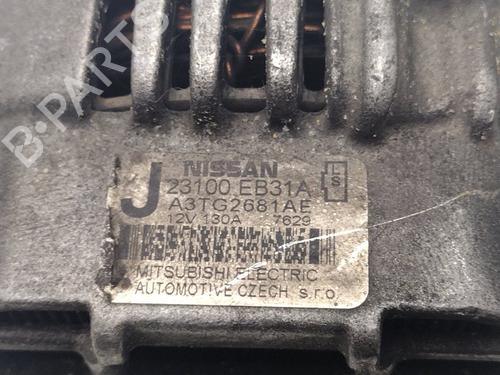 B-PARTS
NISSAN
J 23100 EB31A L
A3TG2681AE S
12V 130A 7629
MITSUBISHI ELECTRIC
AUTOMOTIVE CZECH s.r.o.